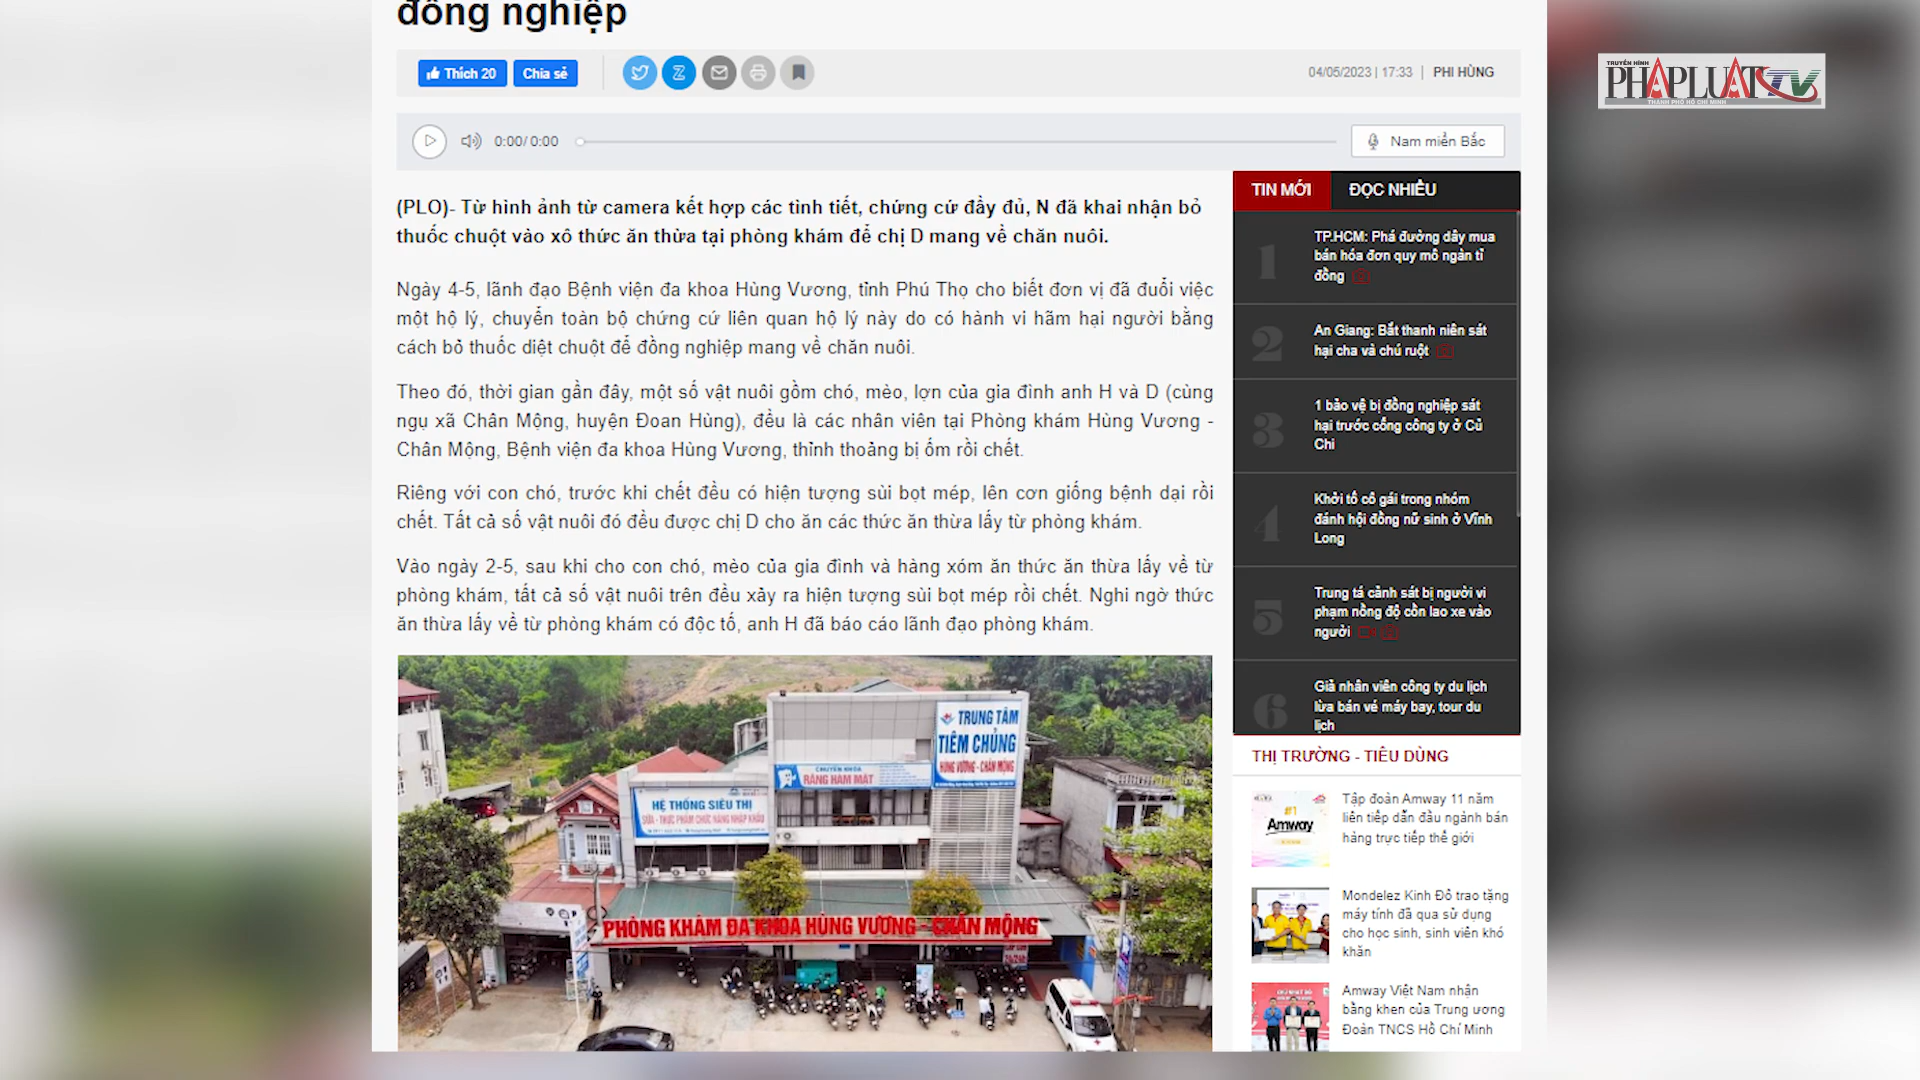 đồng nghiệp
Thích 20
Chia sẻ
04/05/2023 | 17:33 | PHI HÙNG
TRUYỀN HÌNH
PHÁP LUẬT TV
THÀNH PHỐ HỒ CHÍ MINH
0:00/ 0:00
Nam miền Bắc
(PLO)- Từ hình ảnh từ camera kết hợp các tình tiết, chứng cứ đầy đủ, N đã khai nhận bỏ
thuốc chuột vào xô thức ăn thừa tại phòng khám để chị D mang về chăn nuôi.
Ngày 4-5, lãnh đạo Bệnh viện đa khoa Hùng Vương, tỉnh Phú Thọ cho biết đơn vị đã đuổi việc
một hộ lý, chuyển toàn bộ chứng cứ liên quan hộ lý này do có hành vi hãm hại người bằng
cách bỏ thuốc diệt chuột để đồng nghiệp mang về chăn nuôi.
Theo đó, thời gian gần đây, một số vật nuôi gồm chó, mèo, lợn của gia đình anh H và D (cùng
ngụ xã Chân Mộng, huyện Đoan Hùng), đều là các nhân viên tại Phòng khám Hùng Vương -
Chân Mộng, Bệnh viện đa khoa Hùng Vương, thỉnh thoảng bị ốm rồi chết.
Riêng với con chó, trước khi chết đều có hiện tượng sùi bọt mép, lên cơn giống bệnh dại rồi
chết. Tất cả số vật nuôi đó đều được chị D cho ăn các thức ăn thừa lấy từ phòng khám.
Vào ngày 2-5, sau khi cho con chó, mèo của gia đình và hàng xóm ăn thức ăn thừa lấy về từ
phòng khám, tất cả số vật nuôi trên đều xảy ra hiện tượng sùi bọt mép rồi chết. Nghi ngờ thức
ăn thừa lấy về từ phòng khám có độc tố, anh H đã báo cáo lãnh đạo phòng khám.
TRUNG TÂM
TIÊM CHỦNG
HÙNG VƯƠNG - CHÂN MỘNG
CHUYÊN KHOA
RĂNG HÀM MẶT
HỆ THỐNG SIÊU THỊ
SỮA - THỰC PHẨM CHỨC NĂNG NHẬP KHẨU
PHÒNG KHÁM ĐA KHOA HÙNG VƯƠNG - CHÂN MỘNG
TIN MỚI
ĐỌC NHIỀU
1
TP.HCM: Phá đường dây mua
bán hóa đơn quy mô ngàn tỉ
đồng
2
An Giang: Bắt thanh niên sát
hại cha và chú ruột
3
1 bảo vệ bị đồng nghiệp sát
hại trước cổng công ty ở Củ
Chi
4
Khởi tố cô gái trong nhóm
đánh hội đồng nữ sinh ở Vĩnh
Long
5
Trung tá cảnh sát bị người vi
phạm nồng độ cồn lao xe vào
người
6
Giả nhân viên công ty du lịch
lừa bán vé máy bay, tour du
lịch
THỊ TRƯỜNG - TIÊU DÙNG
#1
Amway
Tập đoàn Amway 11 năm
liên tiếp dẫn đầu ngành bán
hàng trực tiếp thế giới
Mondelez Kinh Đô trao tặng
máy tính đã qua sử dụng
cho học sinh, sinh viên khó
khăn
Amway Việt Nam nhận
bằng khen của Trung ương
Đoàn TNCS Hồ Chí Minh